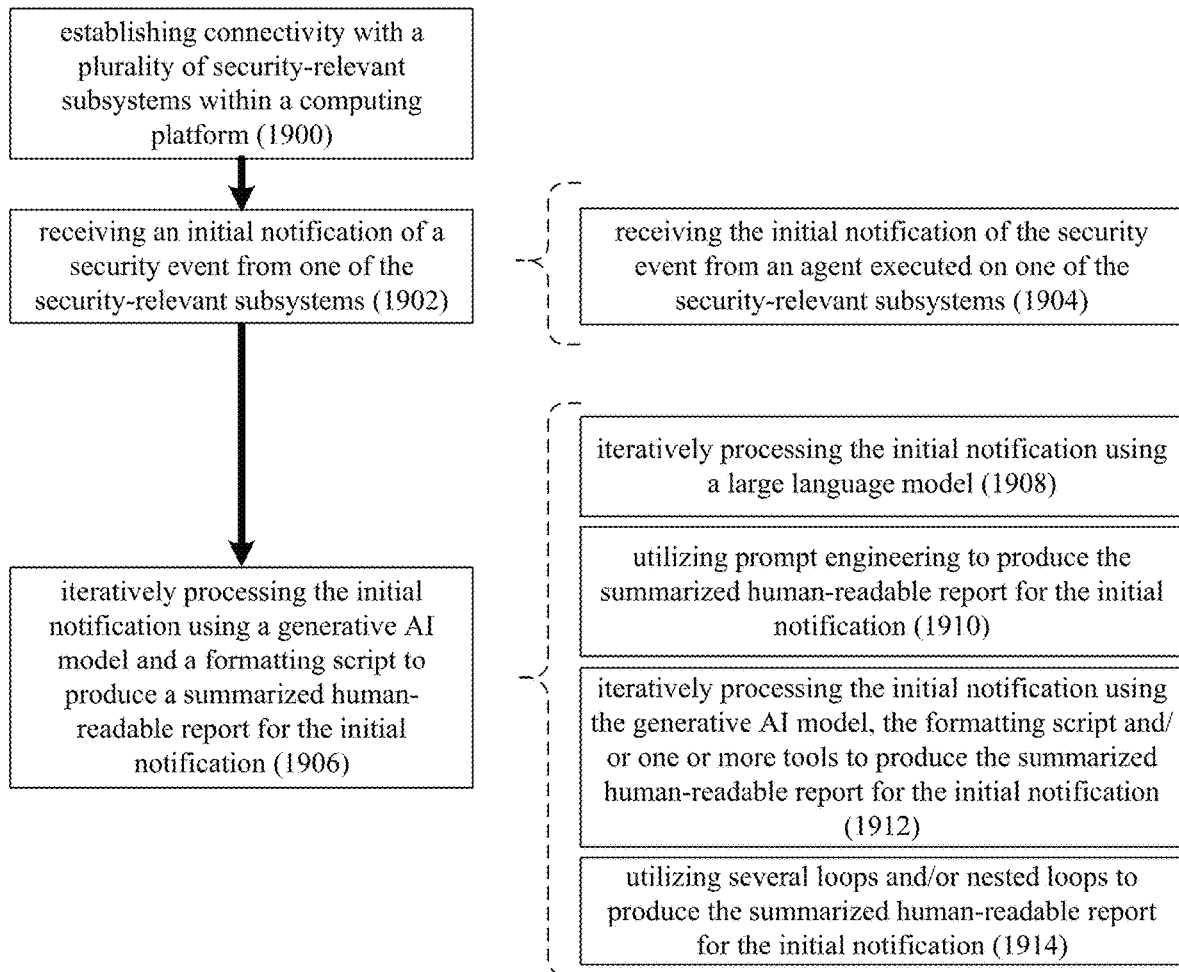 establishing connectivity with a
plurality of security-relevant
subsystems within a computing
platform (1900)
receiving an initial notification of a
security event from one of the
security-relevant subsystems (1902)
receiving the initial notification of the security
event from an agent executed on one of the
security-relevant subsystems (1904)
iteratively processing the initial
notification using a generative AI
model and a formatting script to
produce a summarized human-
readable report for the initial
notification (1906)
iteratively processing the initial notification using
a large language model (1908)
utilizing prompt engineering to produce the
summarized human-readable report for the initial
notification (1910)
iteratively processing the initial notification using
the generative AI model, the formatting script and/
or one or more tools to produce the summarized
human-readable report for the initial notification
(1912)
utilizing several loops and/or nested loops to
produce the summarized human-readable report
for the initial notification (1914)